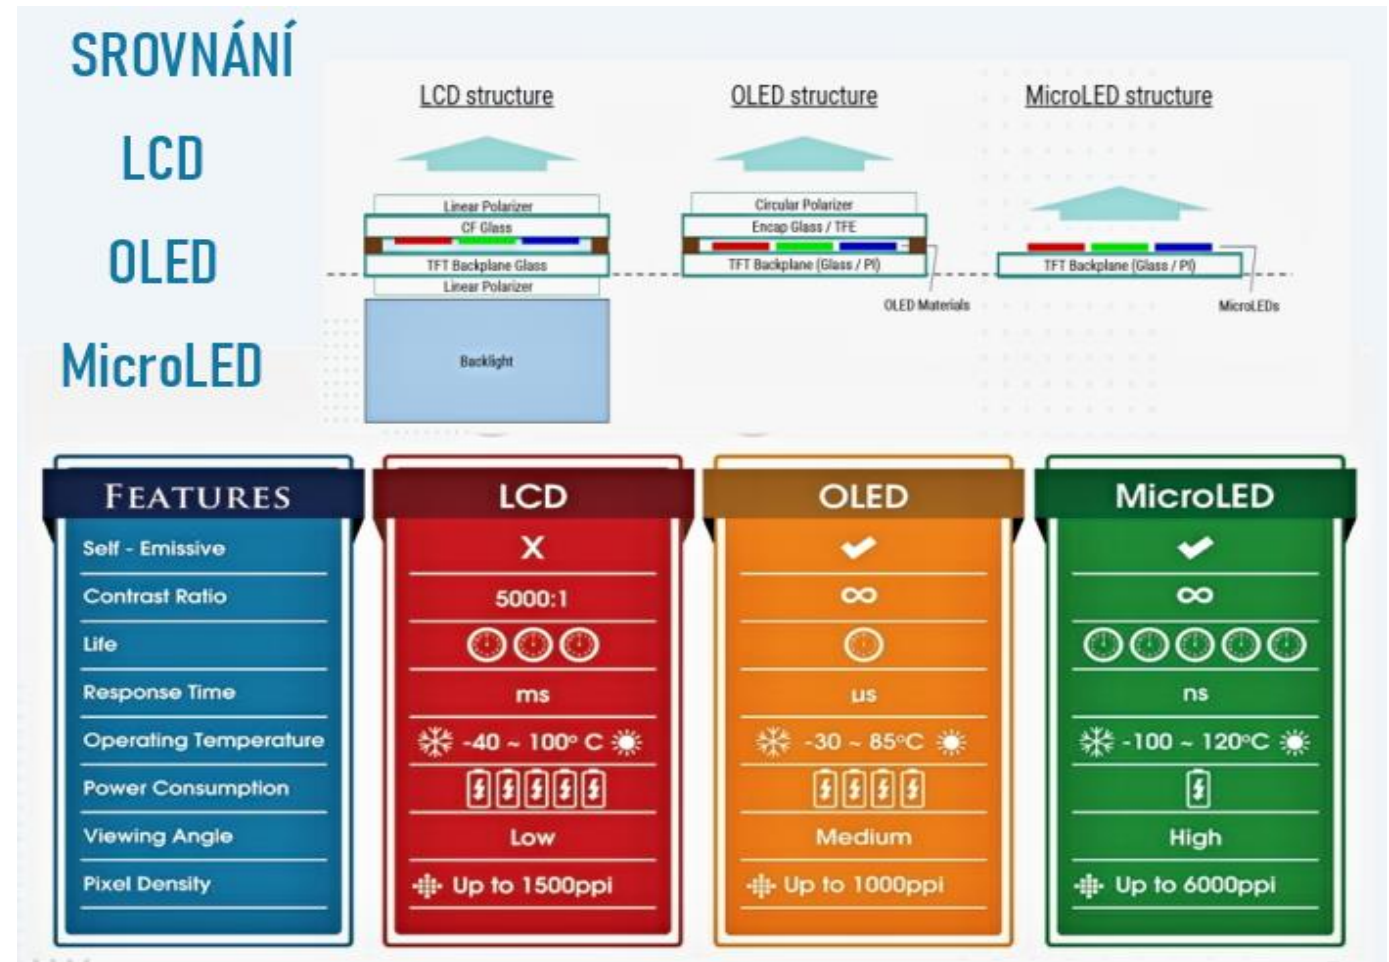 SROVNÁNÍ
LCD
OLED
MicroLED
LCD structure
Linear Polarizer
CF Glass
TFT Backplane Glass
Linear Polarizer
Backlight
OLED structure
Circular Polarizer
Encap Glass / TFE
TFT Backplane (Glass / PI)
OLED Materials
MicroLED structure
TFT Backplane (Glass / PI)
MicroLEDs
FEATURES LCD OLED MicroLED
Self - Emissive X ✔ ✔
Contrast Ratio 5000:1 ∞ ∞
Life
Response Time ms µs ns
Operating Temperature -40 ~ 100° C -30 ~ 85°C -100 ~ 120°C
Power Consumption
Viewing Angle Low Medium High
Pixel Density Up to 1500ppi Up to 1000ppi Up to 6000ppi